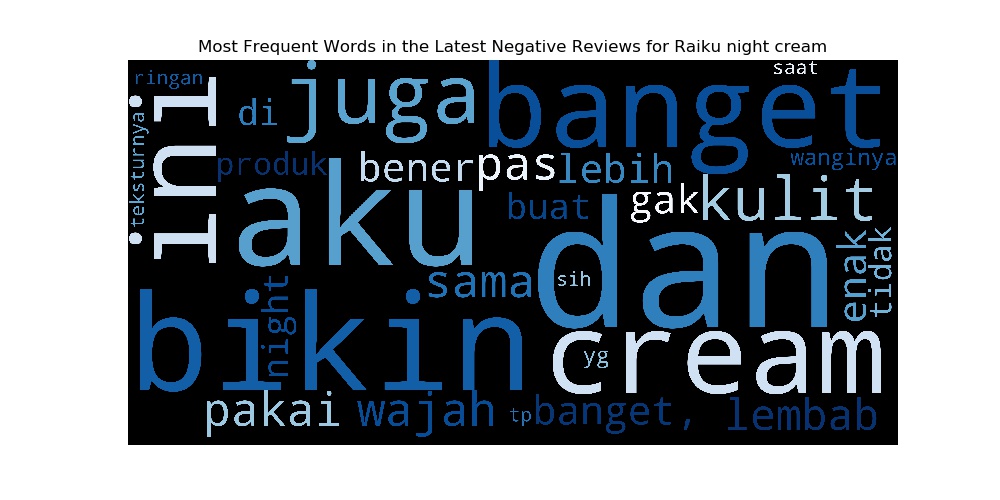 Most Frequent Words in the Latest Negative Reviews for Raiku night cream
saat
ringan
juga
banget
di
ini
teksturnya
produk
bener
pas
lebih
wanginya
aku
buat
gak
kulit
dan
enak
tidak
sama
sih
night
bikin
cream
yg
pakai
wajah
tp
banget,
lembab